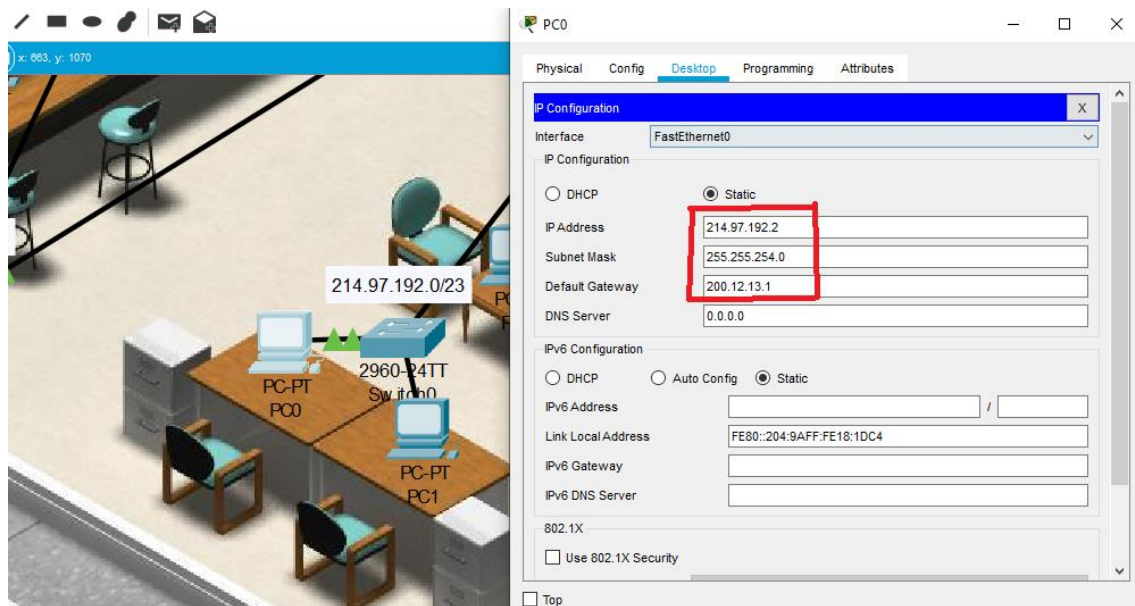 x: 663, y: 1070
214.97.192.0/23
2960-24TT
Switch0
PC-PT
PC0
PC-PT
PC1
PC0
Physical Config Desktop Programming Attributes
IP Configuration X
Interface FastEthernet0
IP Configuration
DHCP Static
IP Address 214.97.192.2
Subnet Mask 255.255.254.0
Default Gateway 200.12.13.1
DNS Server 0.0.0.0
IPv6 Configuration
DHCP Auto Config Static
IPv6 Address /
Link Local Address FE80::204:9AFF:FE18:1DC4
IPv6 Gateway
IPv6 DNS Server
802.1X
Use 802.1X Security
Top